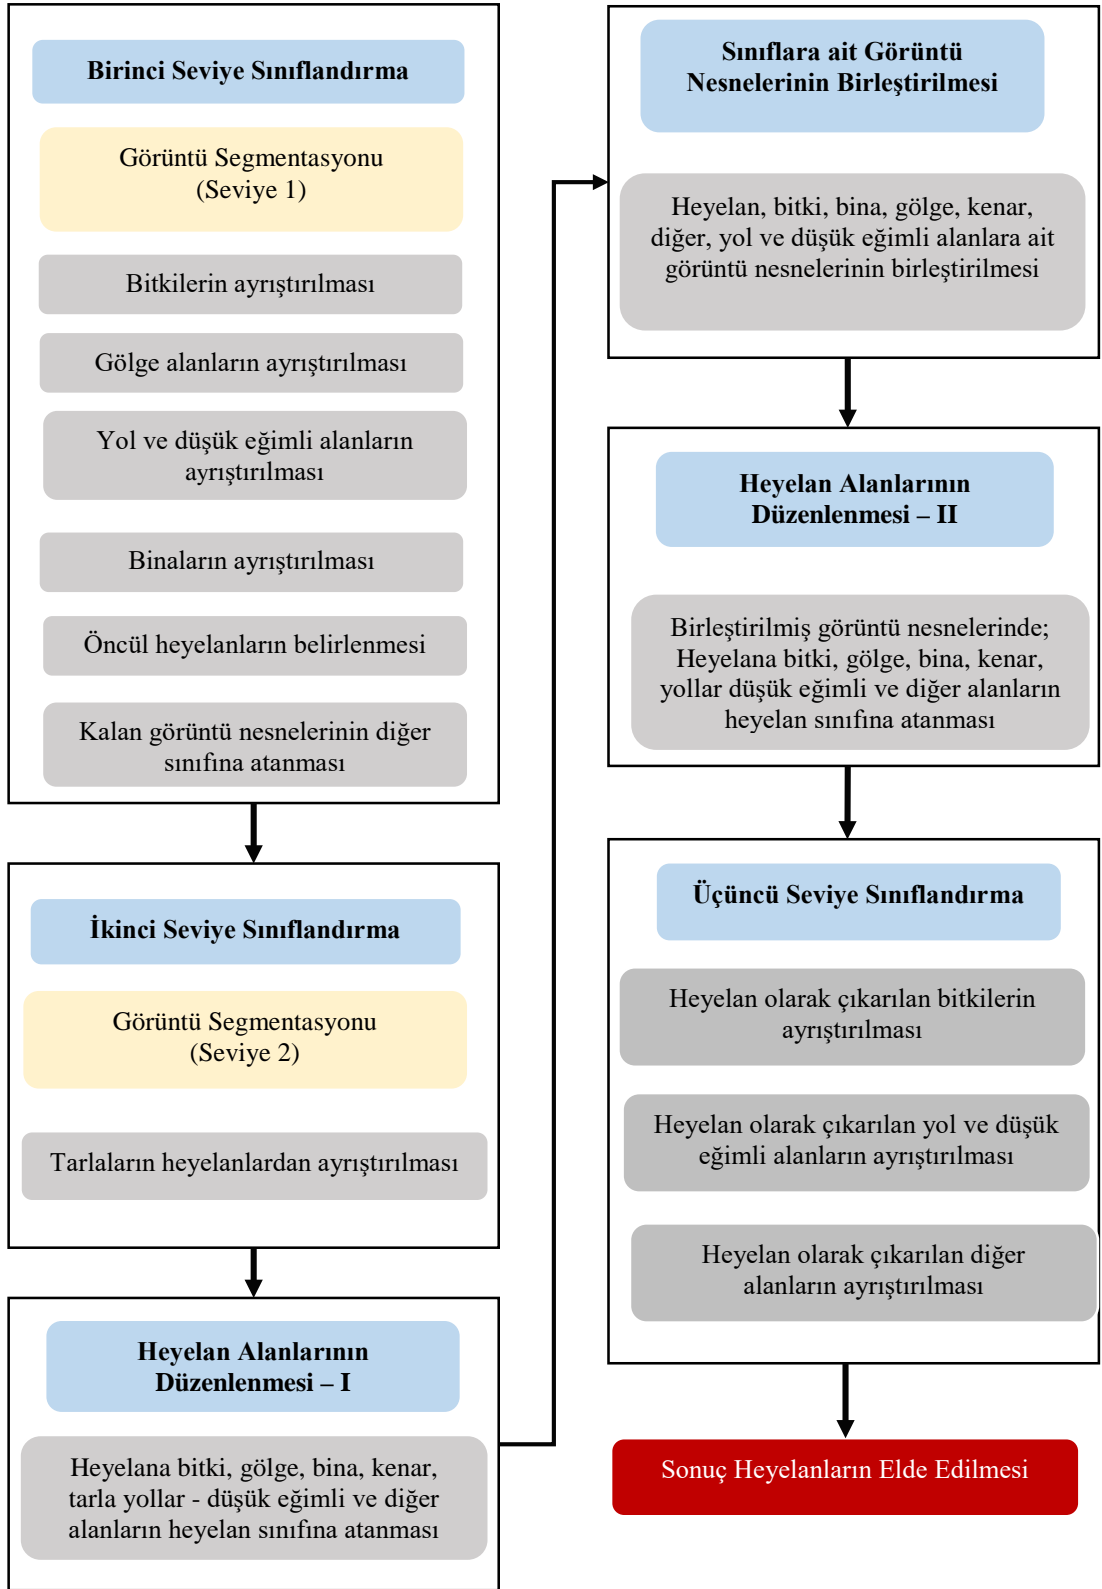 Birinci Seviye Sınıflandırma
Görüntü Segmentasyonu
(Seviye 1)
Bitkilerin ayrıştırılması
Gölge alanların ayrıştırılması
Yol ve düşük eğimli alanların
ayrıştırılması
Binaların ayrıştırılması
Öncül heyelanların belirlenmesi
Kalan görüntü nesnelerinin diğer
sınıfına atanması
İkinci Seviye Sınıflandırma
Görüntü Segmentasyonu
(Seviye 2)
Tarlaların heyelanlardan ayrıştırılması
Heyelan Alanlarının
Düzenlenmesi – I
Heyelana bitki, gölge, bina, kenar,
tarla yollar - düşük eğimli ve diğer
alanların heyelan sınıfına atanması
Sınıflara ait Görüntü
Nesnelerinin Birleştirilmesi
Heyelan, bitki, bina, gölge, kenar,
diğer, yol ve düşük eğimli alanlara ait
görüntü nesnelerinin birleştirilmesi
Heyelan Alanlarının
Düzenlenmesi – II
Birleştirilmiş görüntü nesnelerinde;
Heyelana bitki, gölge, bina, kenar,
yollar düşük eğimli ve diğer alanların
heyelan sınıfına atanması
Üçüncü Seviye Sınıflandırma
Heyelan olarak çıkarılan bitkilerin
ayrıştırılması
Heyelan olarak çıkarılan yol ve düşük
eğimli alanların ayrıştırılması
Heyelan olarak çıkarılan diğer
alanların ayrıştırılması
Sonuç Heyelanların Elde Edilmesi